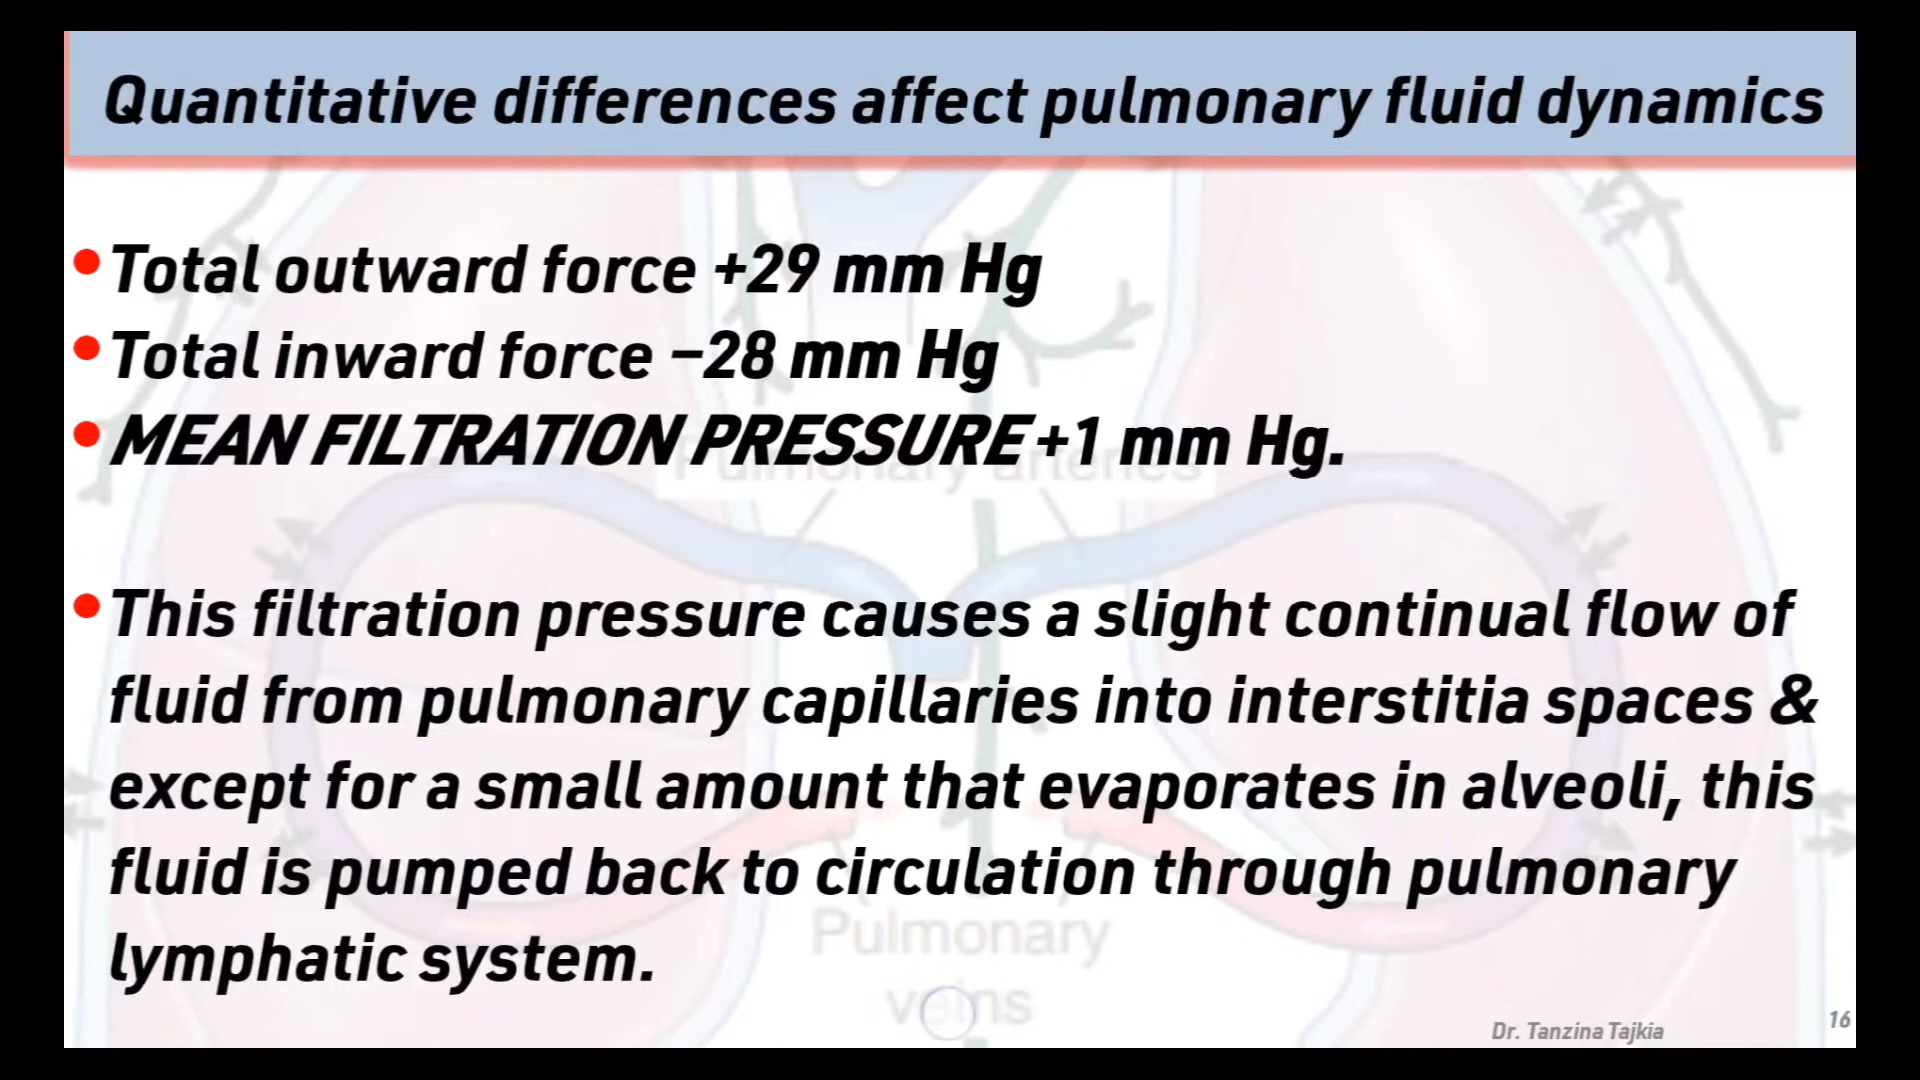 Quantitative differences affect pulmonary fluid dynamics
•Total outward force +29 mm Hg
•Total inward force −28 mm Hg
•MEAN FILTRATION PRESSURE +1 mm Hg.
Pulmonary arteries
•This filtration pressure causes a slight continual flow of
fluid from pulmonary capillaries into interstitia spaces &
except for a small amount that evaporates in alveoli, this
fluid is pumped back to circulation through pulmonary
lymphatic system.
Pulmonary
veins
Dr. Tanzina Tajkia
16